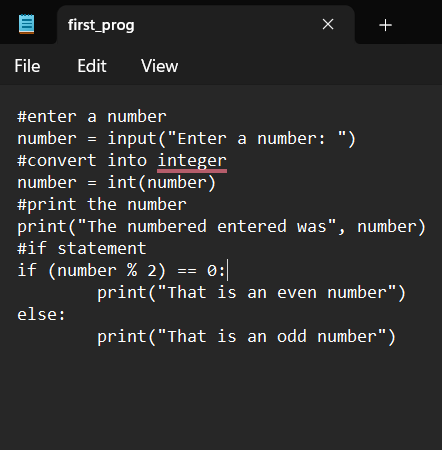 first_prog
File Edit View
#enter a number
number = input("Enter a number: ")
#convert into integer
number = int(number)
#print the number
print("The numbered entered was", number)
#if statement
if (number % 2) == 0:
        print("That is an even number")
else:
        print("That is an odd number")